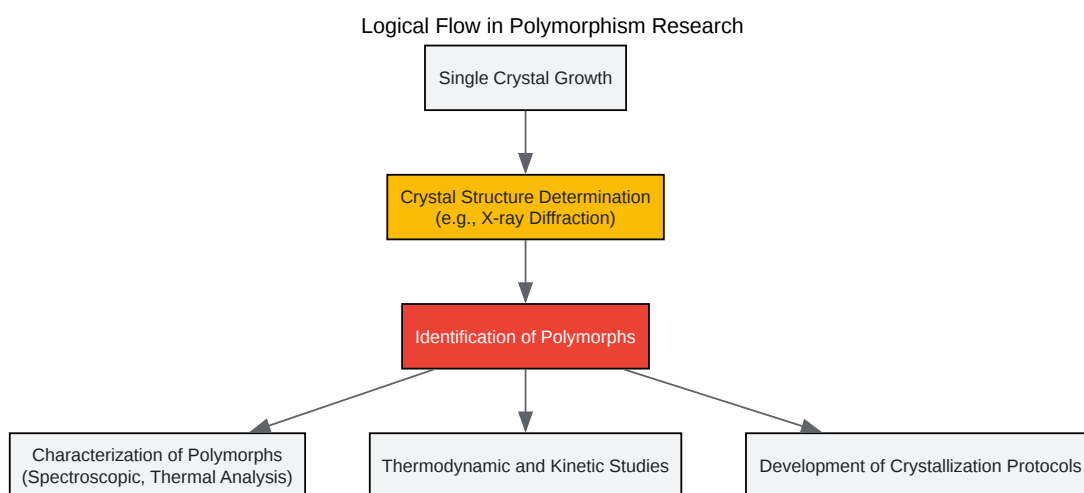 Logical Flow in Polymorphism Research
Single Crystal Growth
Crystal Structure Determination
(e.g., X-ray Diffraction)
Identification of Polymorphs
Characterization of Polymorphs
(Spectroscopic, Thermal Analysis)
Thermodynamic and Kinetic Studies
Development of Crystallization Protocols